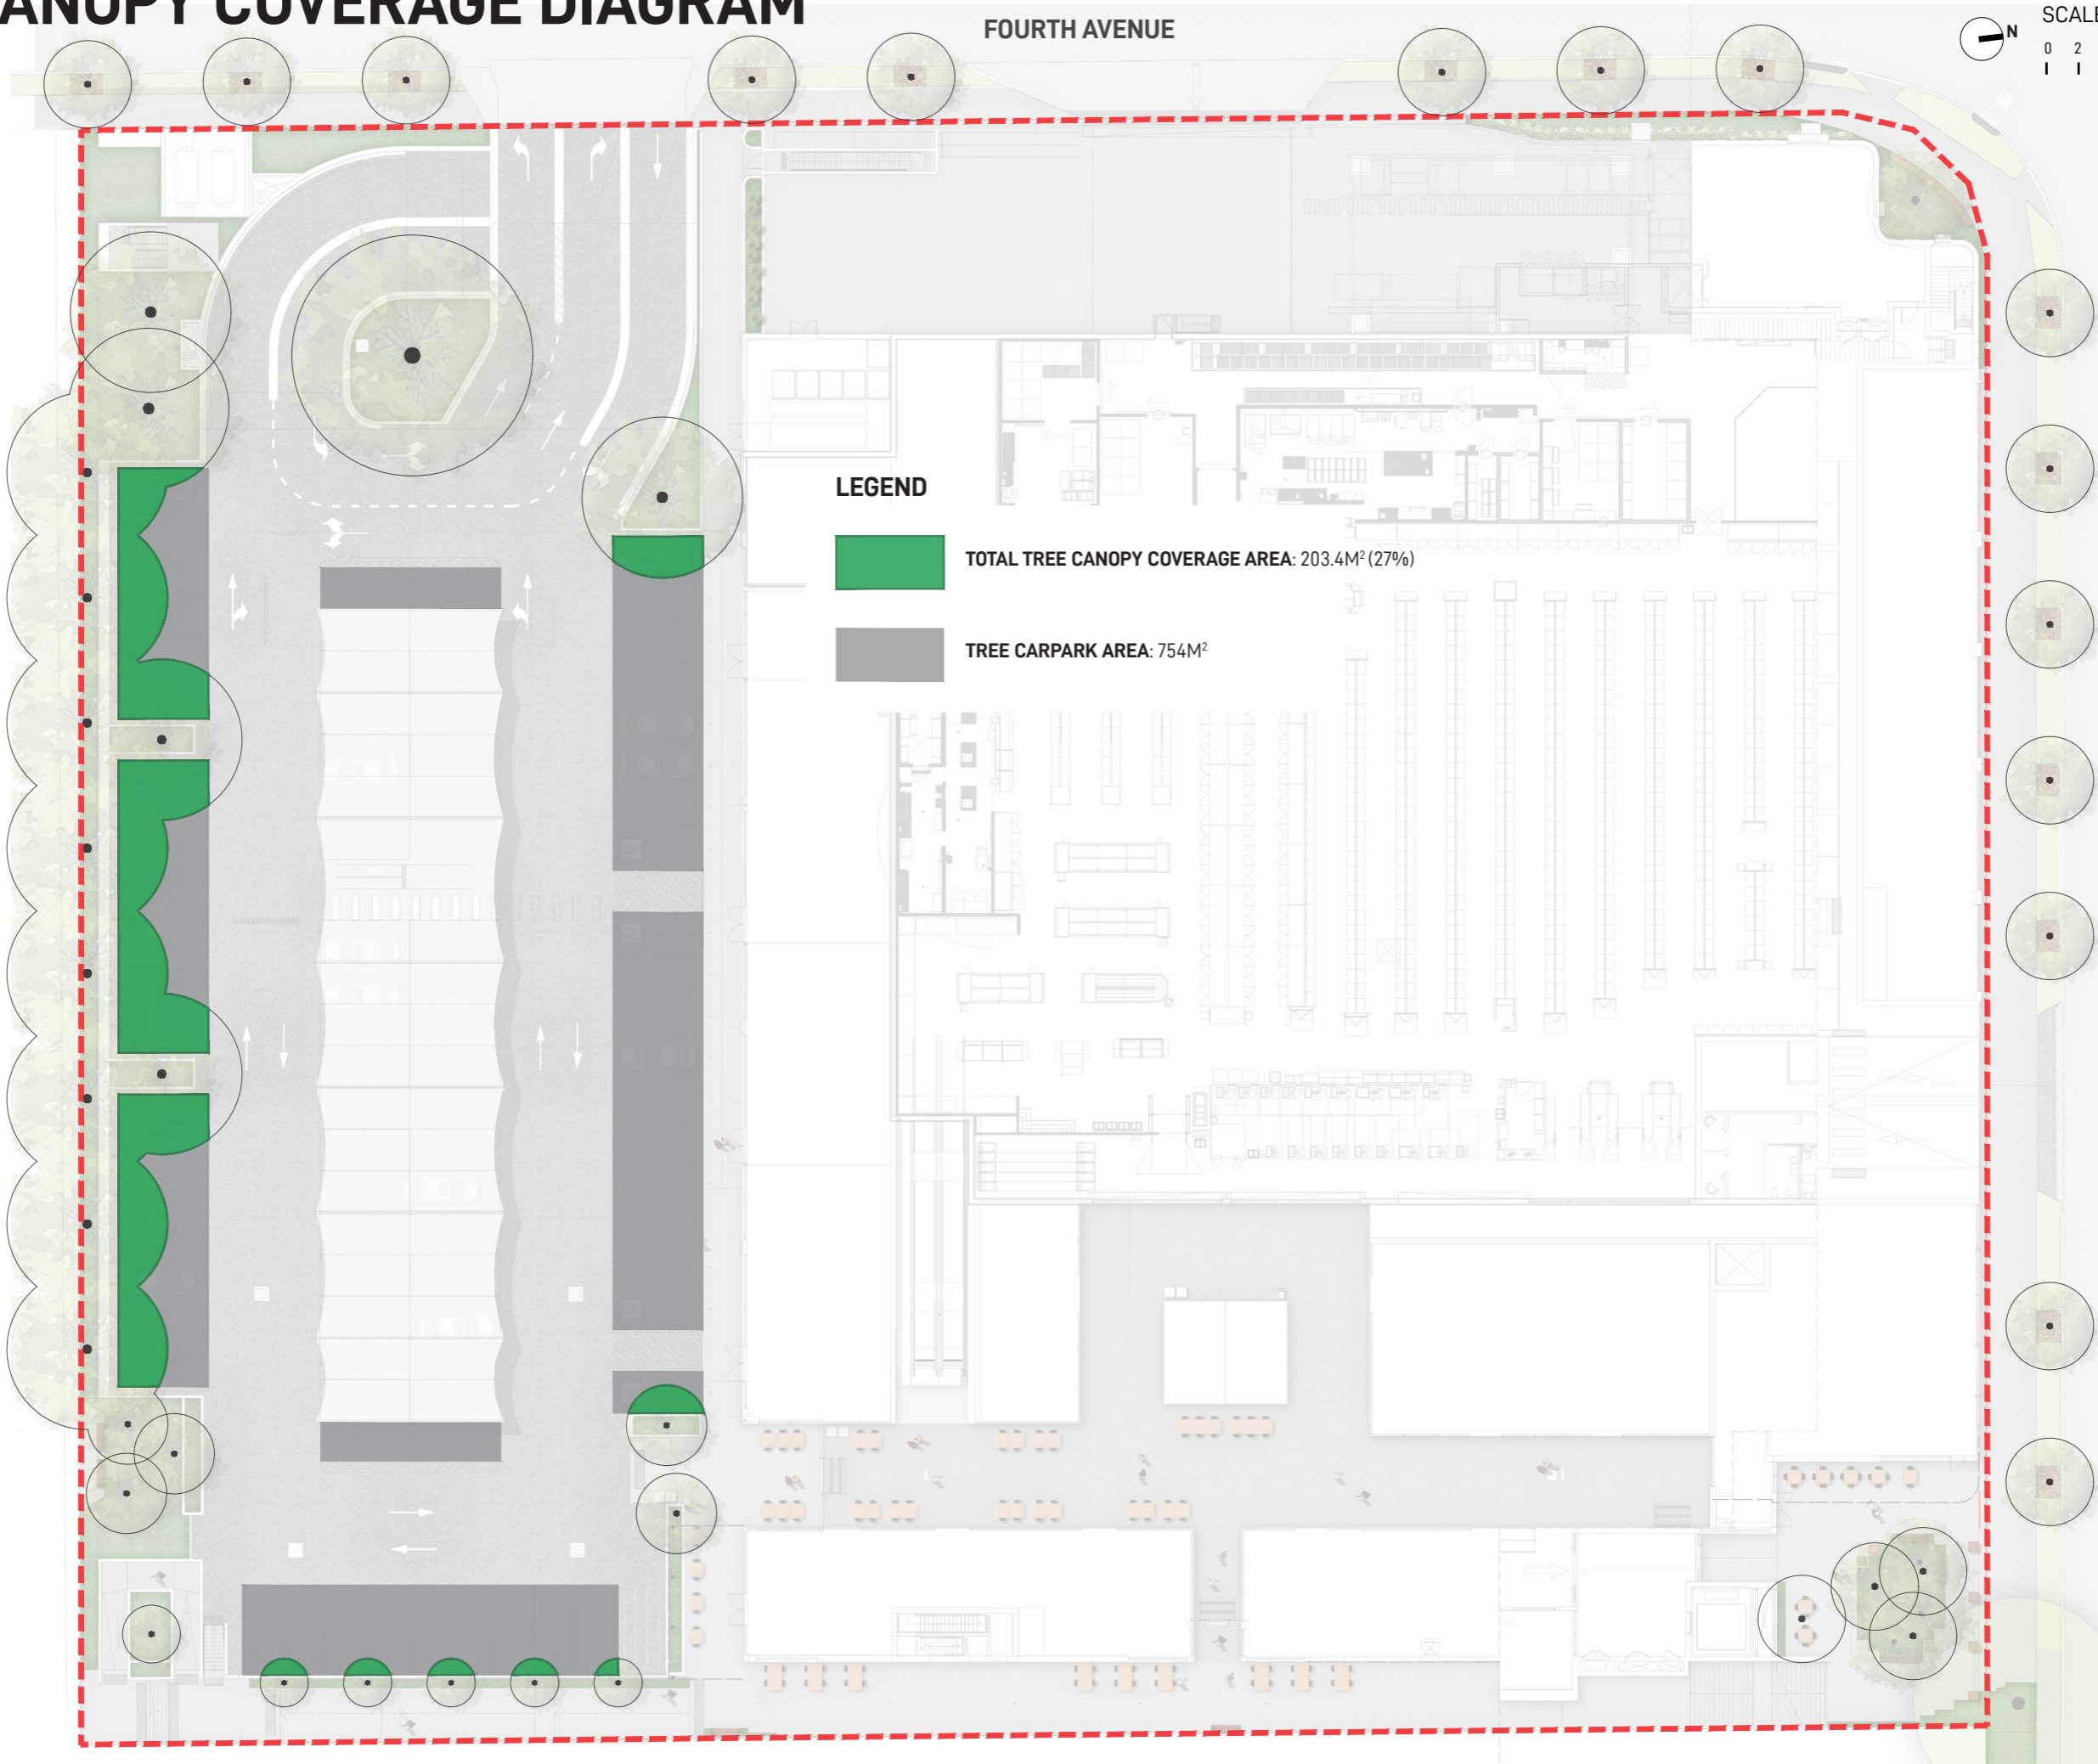 ANOPY COVERAGE DIAGRAM
FOURTH AVENUE
N
SCALE
0 2
LEGEND
TOTAL TREE CANOPY COVERAGE AREA: 203.4M² (27%)
TREE CARPARK AREA: 754M²